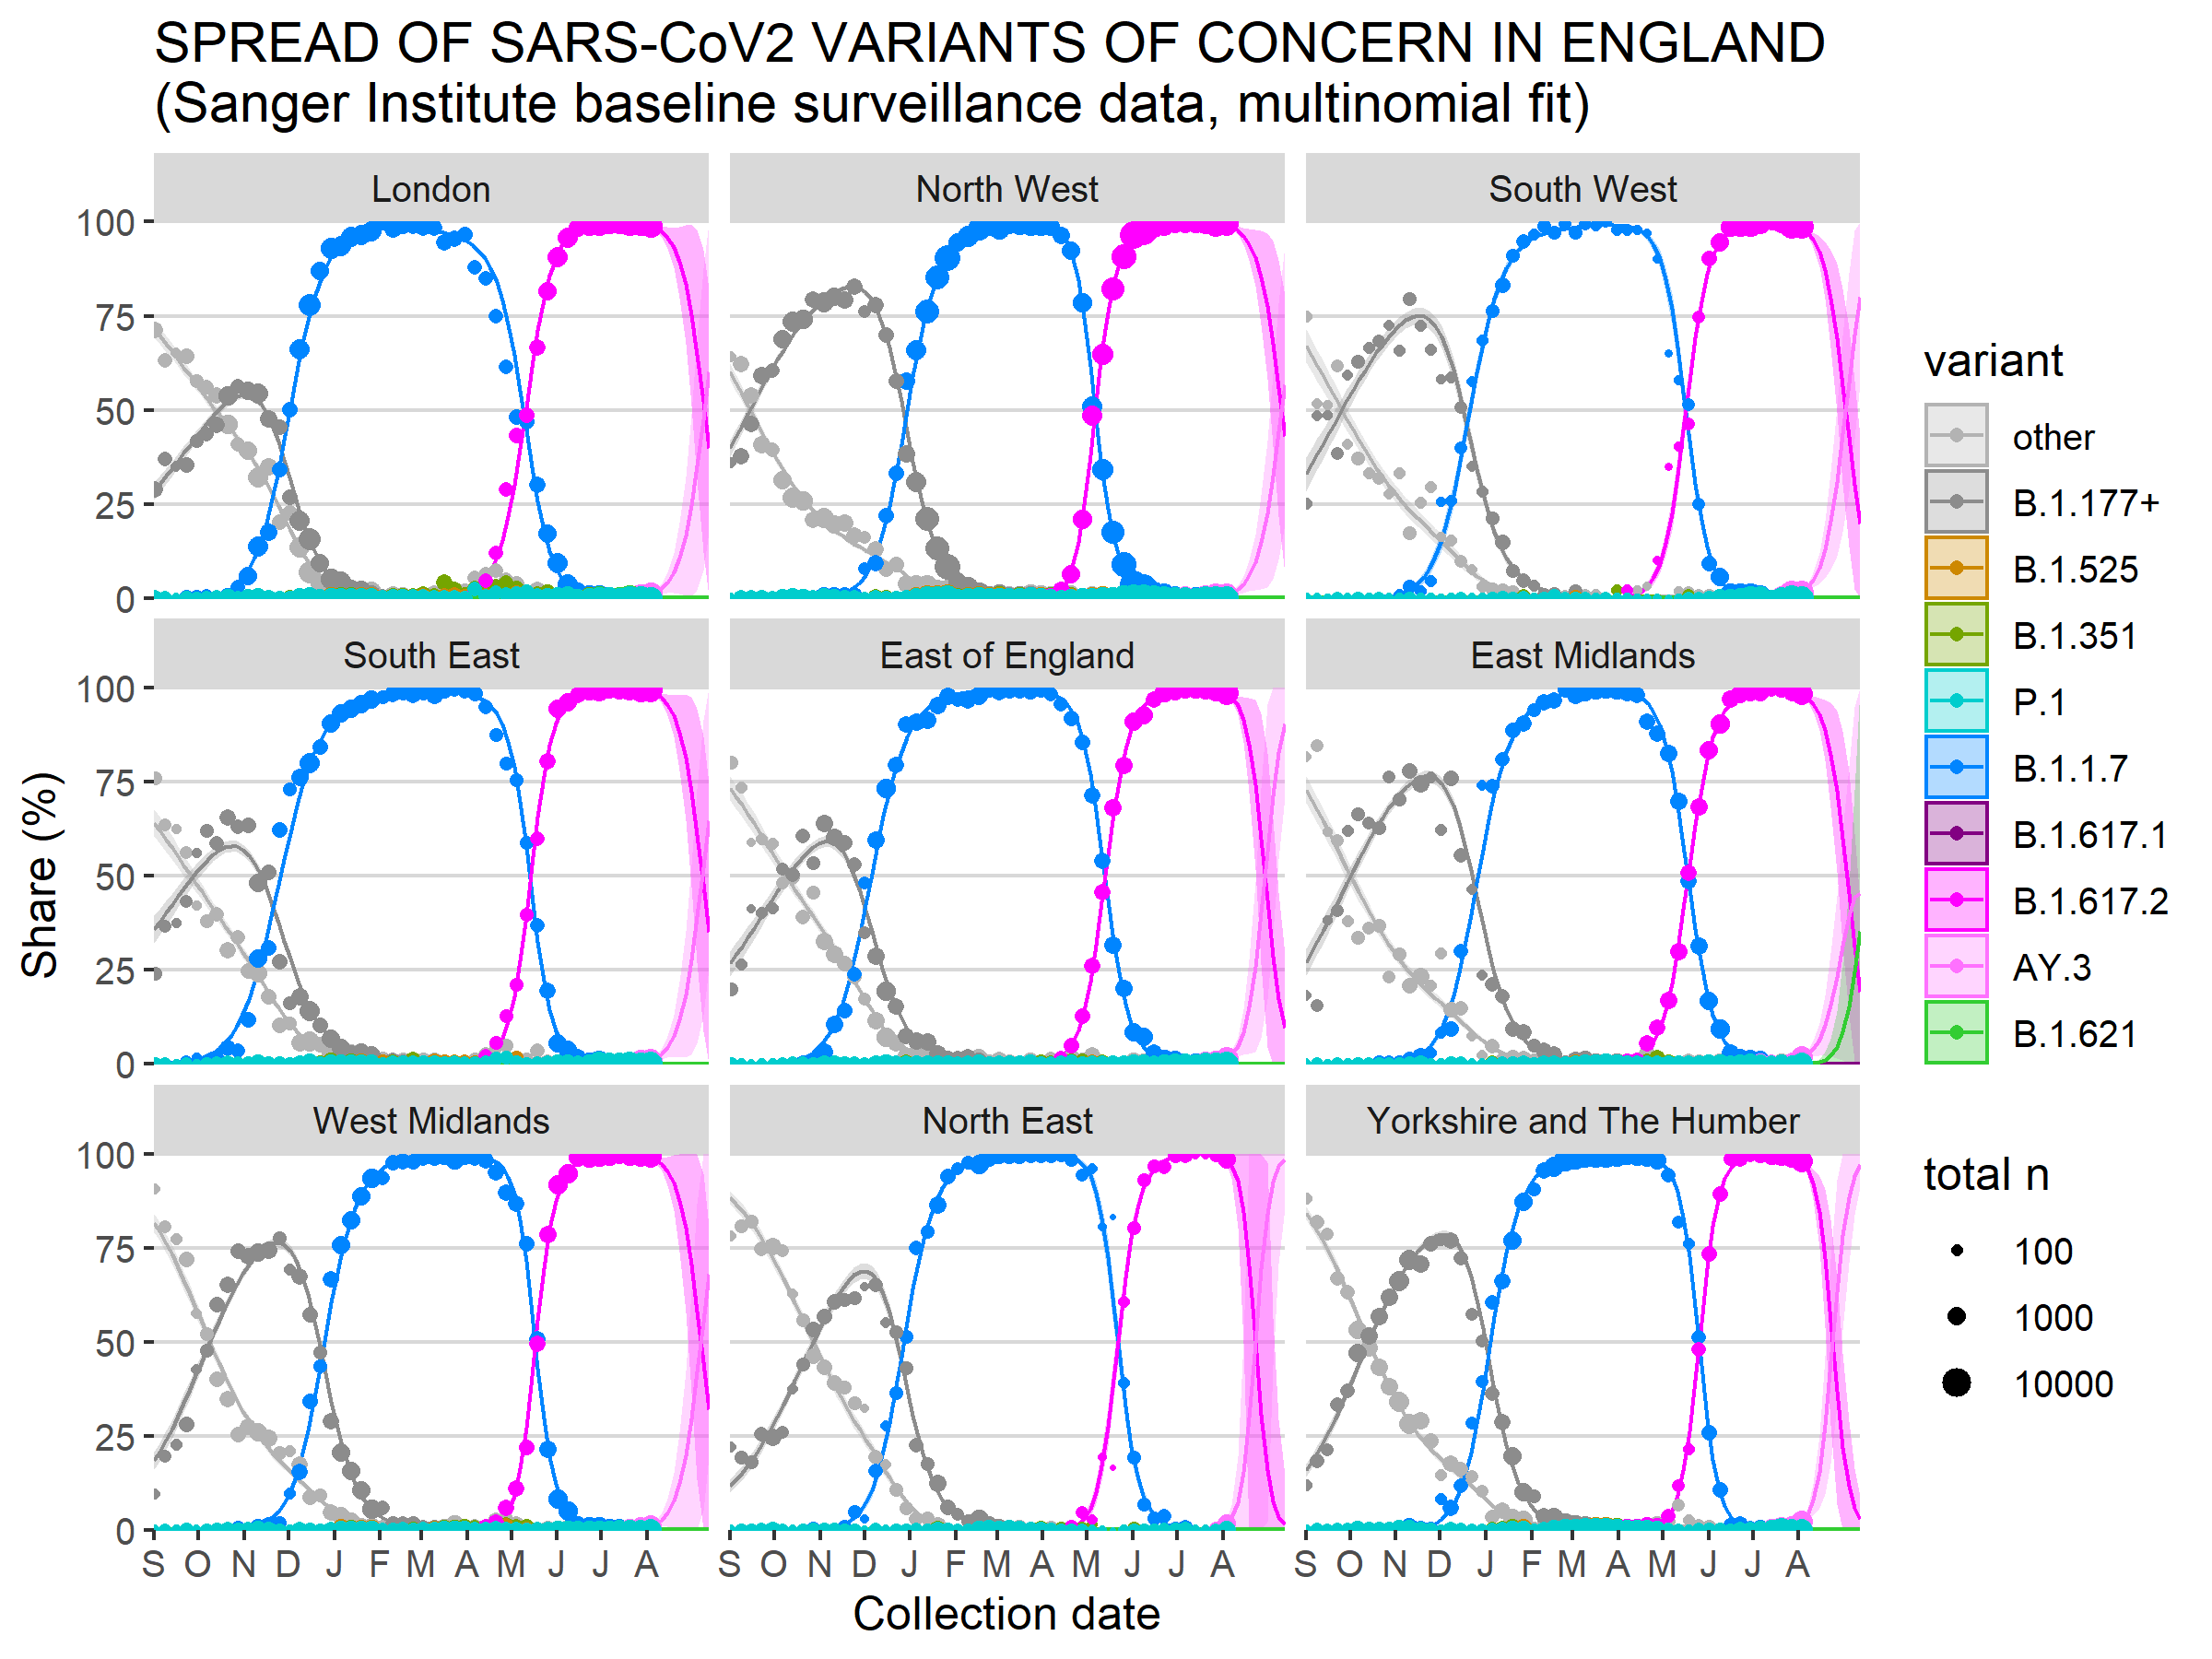 SPREAD OF SARS-CoV2 VARIANTS OF CONCERN IN ENGLAND
(Sanger Institute baseline surveillance data, multinomial fit)
London
North West
South West
100
75
50
25
0
South East
East of England
East Midlands
100
75
50
25
0
West Midlands
North East
Yorkshire and The Humber
100
75
50
25
0
S O N D J F M A M J J A
S O N D J F M A M J J A
S O N D J F M A M J J A
Share (%)
Collection date
variant
other
B.1.177+
B.1.525
B.1.351
P.1
B.1.1.7
B.1.617.1
B.1.617.2
AY.3
B.1.621
total n
100
1000
10000